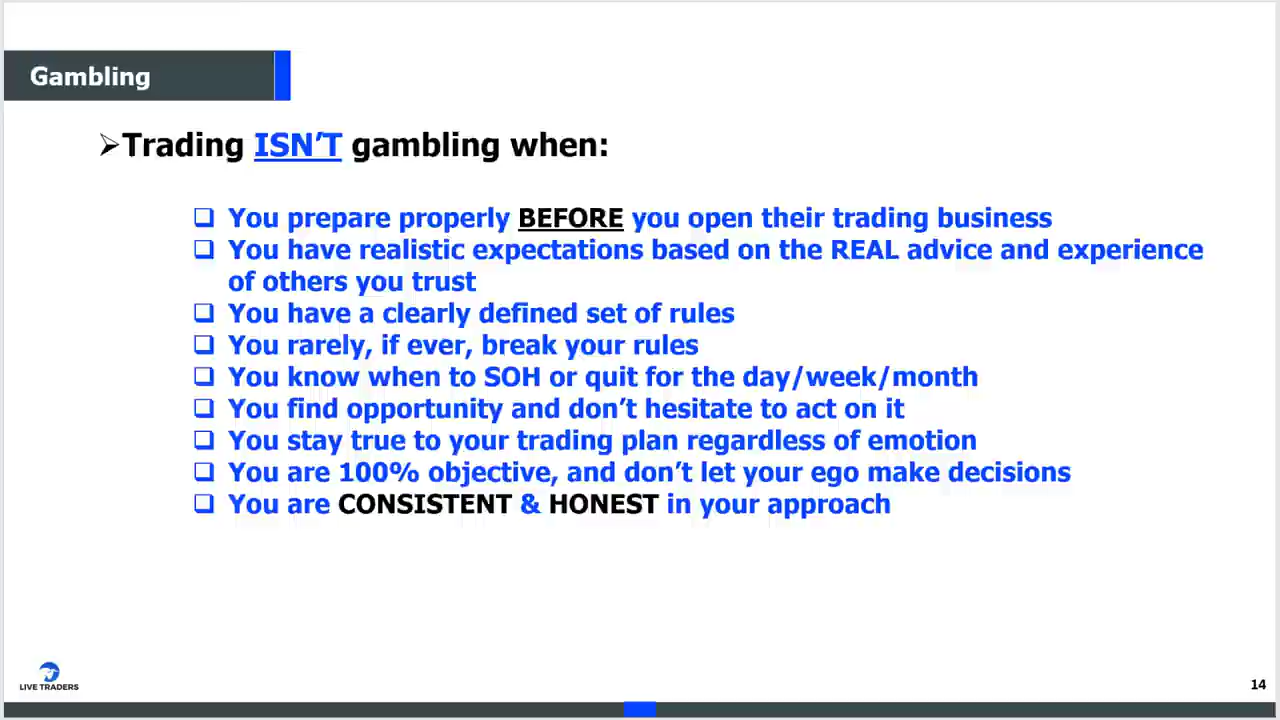 Gambling
➢Trading ISN’T gambling when:
❑ You prepare properly BEFORE you open their trading business
❑ You have realistic expectations based on the REAL advice and experience
of others you trust
❑ You have a clearly defined set of rules
❑ You rarely, if ever, break your rules
❑ You know when to SOH or quit for the day/week/month
❑ You find opportunity and don’t hesitate to act on it
❑ You stay true to your trading plan regardless of emotion
❑ You are 100% objective, and don’t let your ego make decisions
❑ You are CONSISTENT & HONEST in your approach
LIVE TRADERS
14